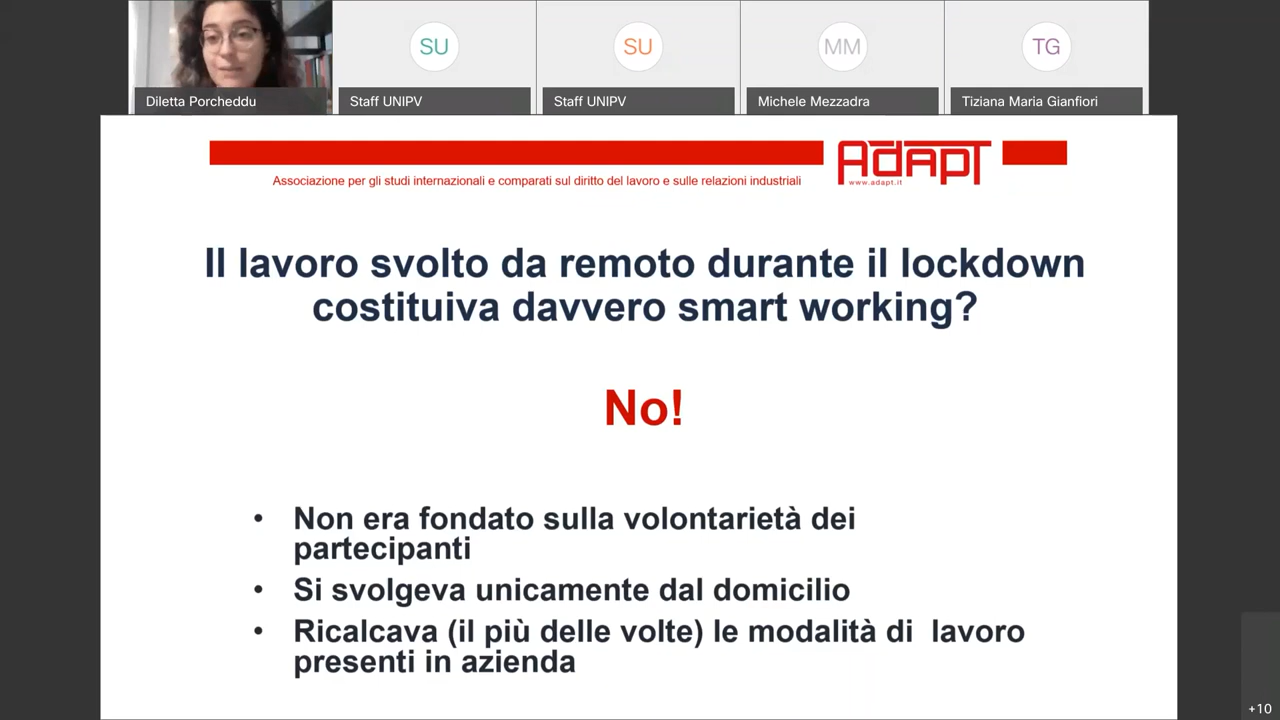 SU
SU
MM
TG
Diletta Porcheddu
Staff UNIPV
Staff UNIPV
Michele Mezzadra
Tiziana Maria Gianfiori
Associazione per gli studi internazionali e comparati sul diritto del lavoro e sulle relazioni industriali
ADAPT
www.adapt.it
Il lavoro svolto da remoto durante il lockdown
costituiva davvero smart working?
No!
• Non era fondato sulla volontarietà dei
partecipanti
• Si svolgeva unicamente dal domicilio
• Ricalcava (il più delle volte) le modalità di lavoro
presenti in azienda
+10